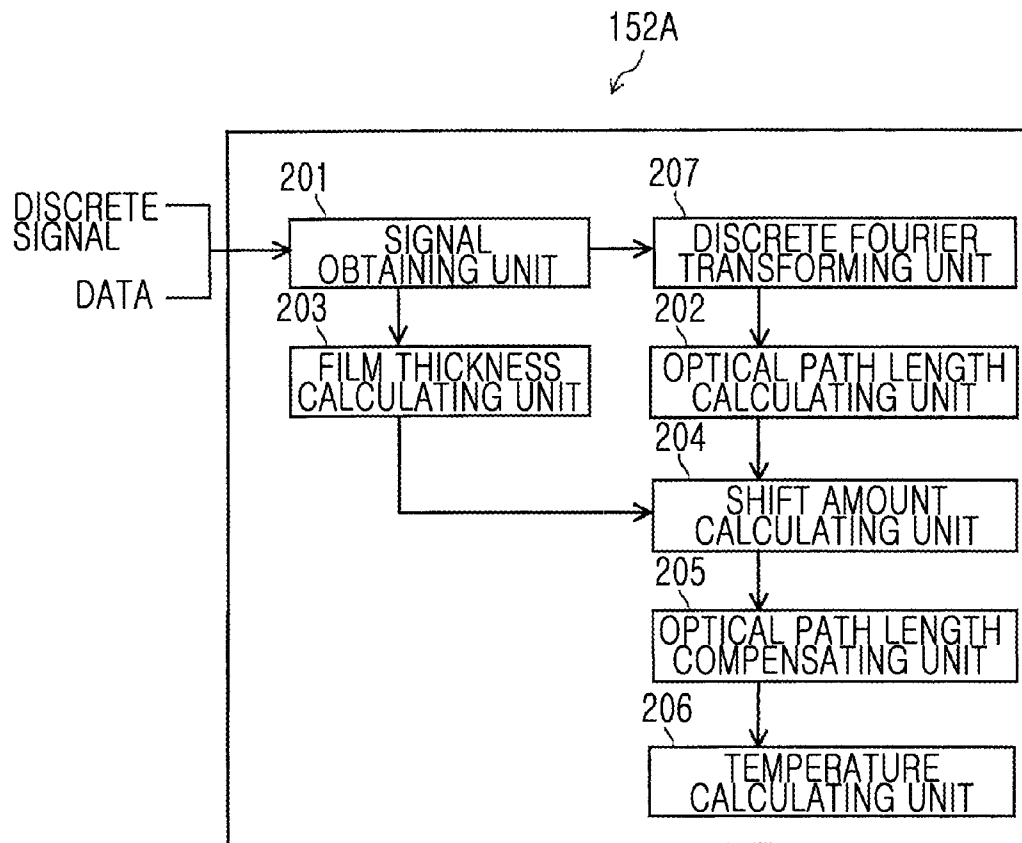 152A
DISCRETE
SIGNAL
DATA
201
SIGNAL
OBTAINING UNIT
207
DISCRETE FOURIER
TRANSFORMING UNIT
203
FILM THICKNESS
CALCULATING UNIT
202
OPTICAL PATH LENGTH
CALCULATING UNIT
204
SHIFT AMOUNT
CALCULATING UNIT
205
OPTICAL PATH LENGTH
COMPENSATING UNIT
206
TEMPERATURE
CALCULATING UNIT